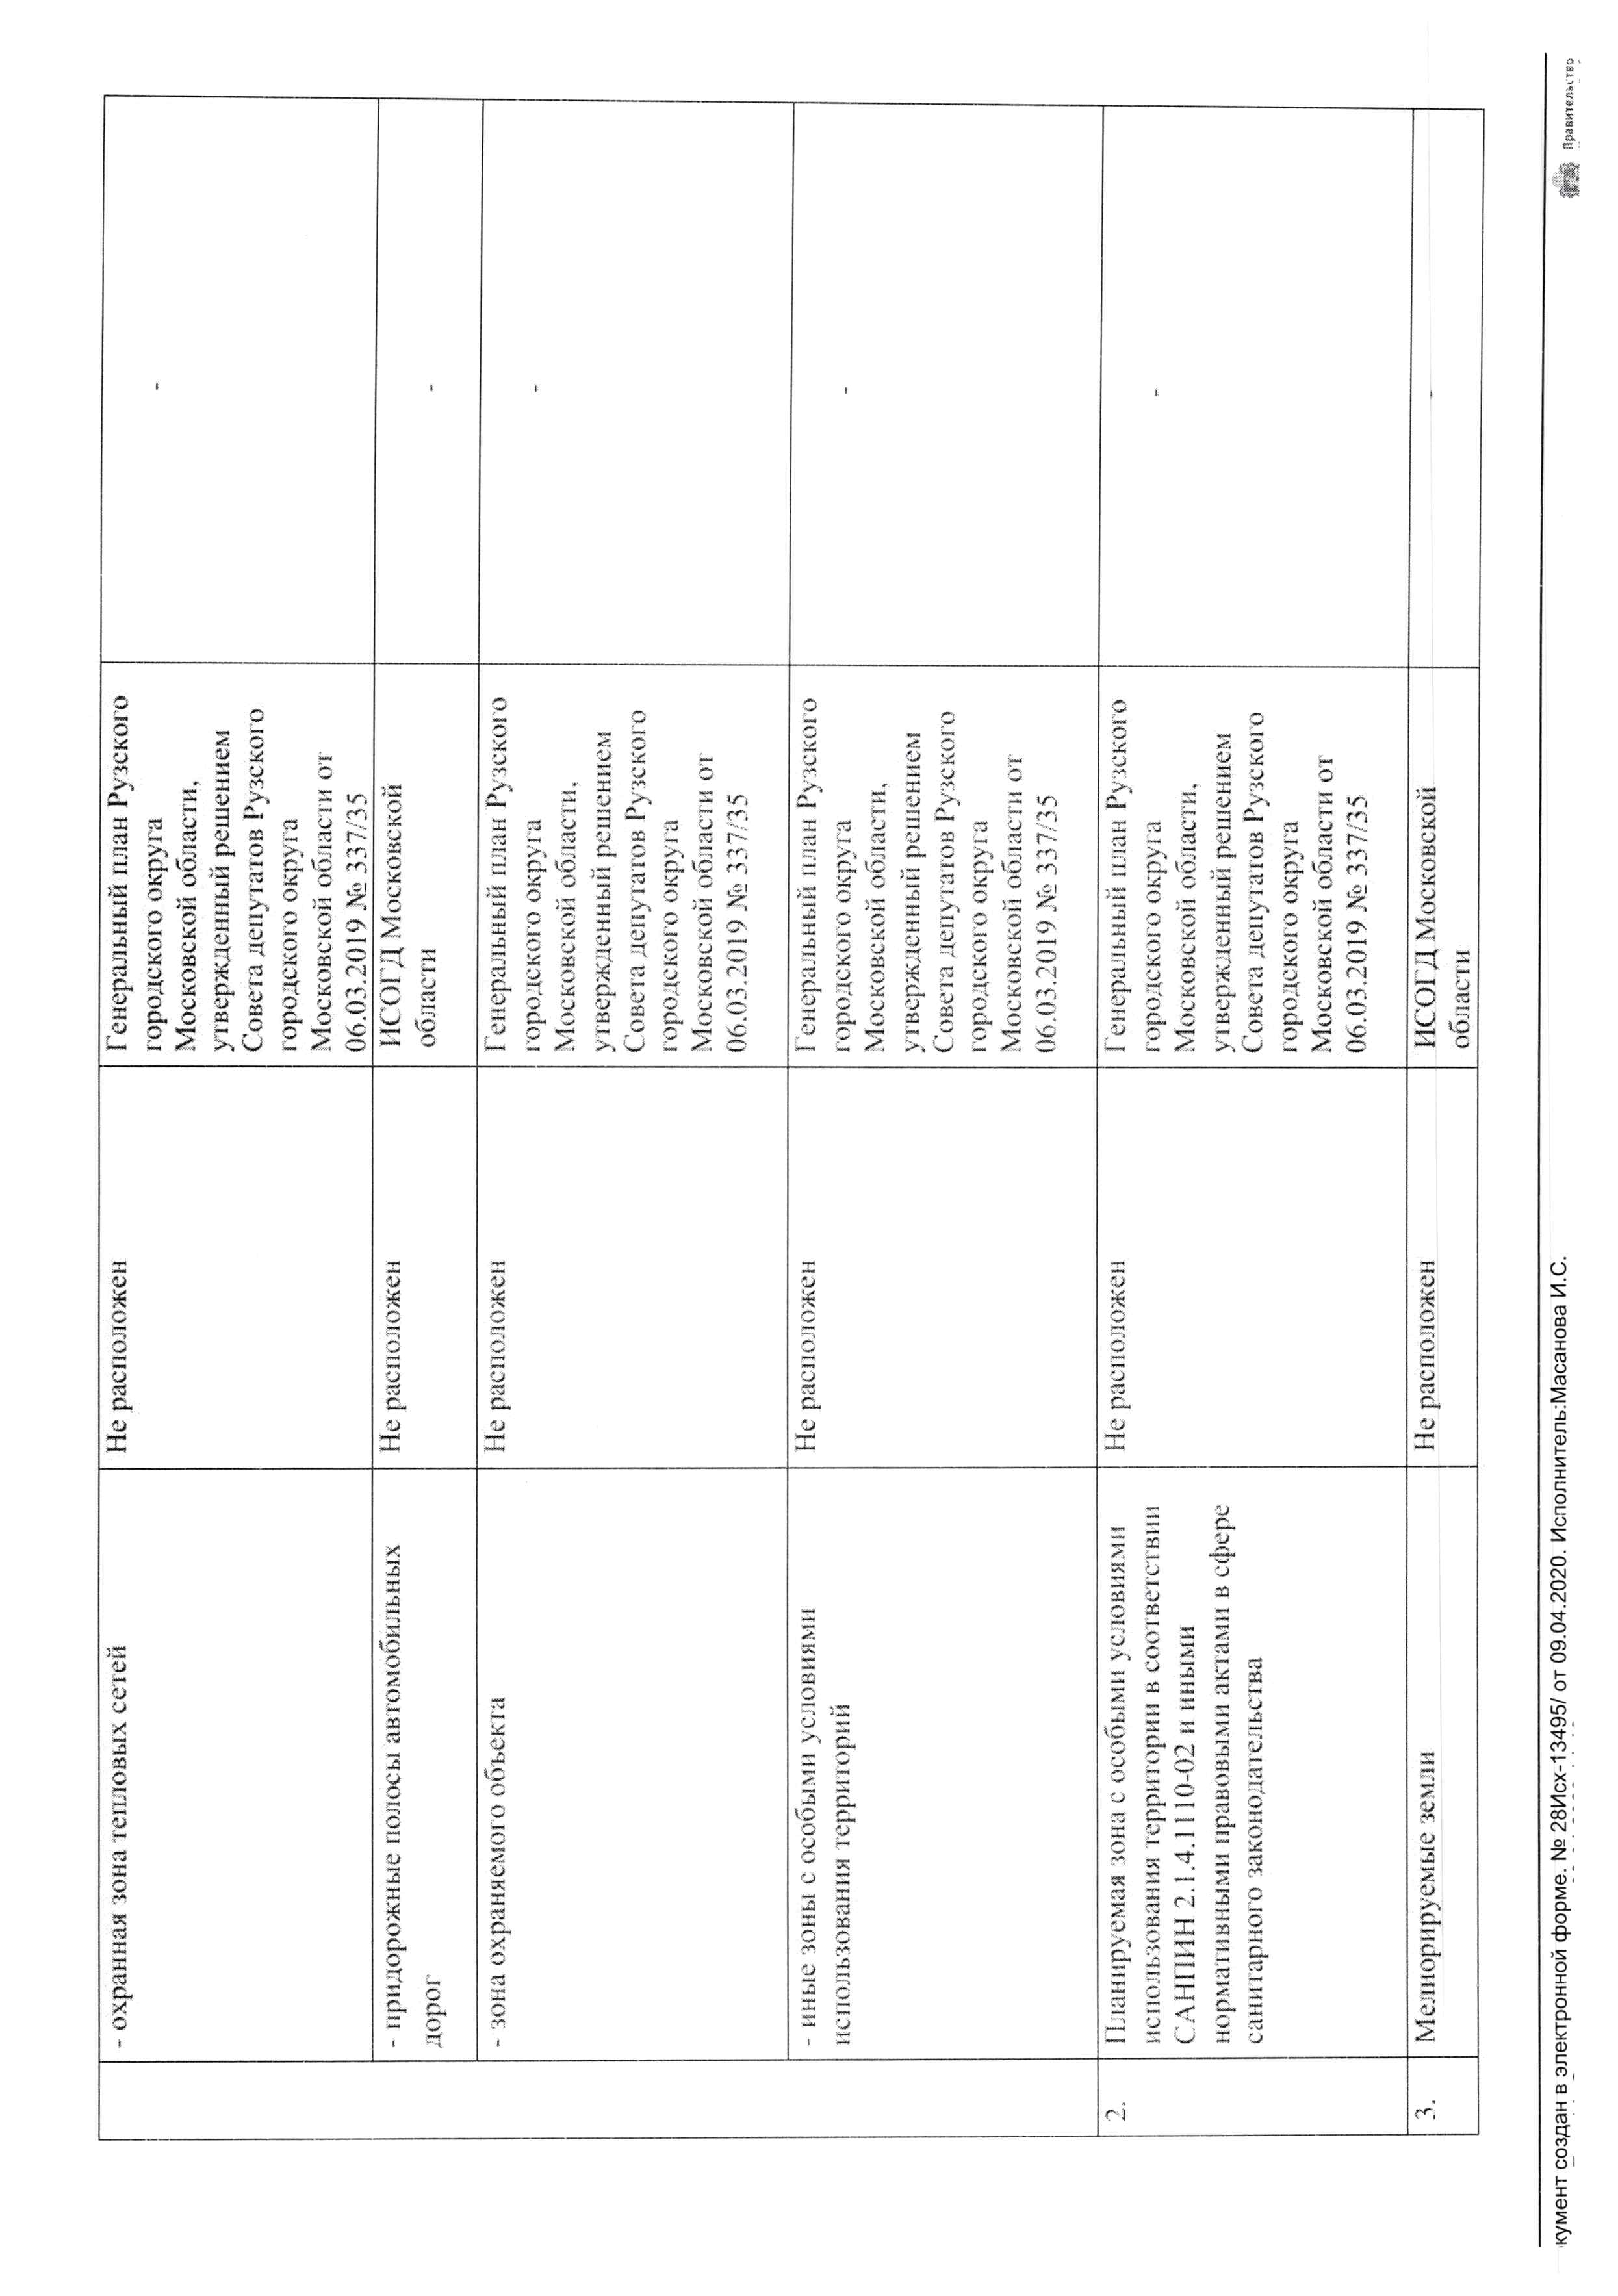 - охранная зона тепловых сетей
Не расположен
Генеральный план Рузского
городского округа
Московской области,
утвержденный решением
Совета депутатов Рузского
городского округа
Московской области от
06.03.2019 № 337/35
-
- придорожные полосы автомобильных
дорог
Не расположен
ИСОГД Московской
области
-
- зона охраняемого объекта
Не расположен
Генеральный план Рузского
городского округа
Московской области,
утвержденный решением
Совета депутатов Рузского
городского округа
Московской области от
06.03.2019 № 337/35
-
- иные зоны с особыми условиями
использования территорий
Не расположен
Генеральный план Рузского
городского округа
Московской области,
утвержденный решением
Совета депутатов Рузского
городского округа
Московской области от
06.03.2019 № 337/35
-
2.
Планируемая зона с особыми условиями
использования территории в соответствии
САНПИН 2.1.4.1110-02 и иными
нормативными правовыми актами в сфере
санитарного законодательства
Не расположен
Генеральный план Рузского
городского округа
Московской области,
утвержденный решением
Совета депутатов Рузского
городского округа
Московской области от
06.03.2019 № 337/35
-
3.
Мелиорируемые земли
Не расположен
ИСОГД Московской
области
-
кумент создан в электронной форме. № 28Исх-13495/ от 09.04.2020. Исполнитель:Масанова И.С.
Правительство